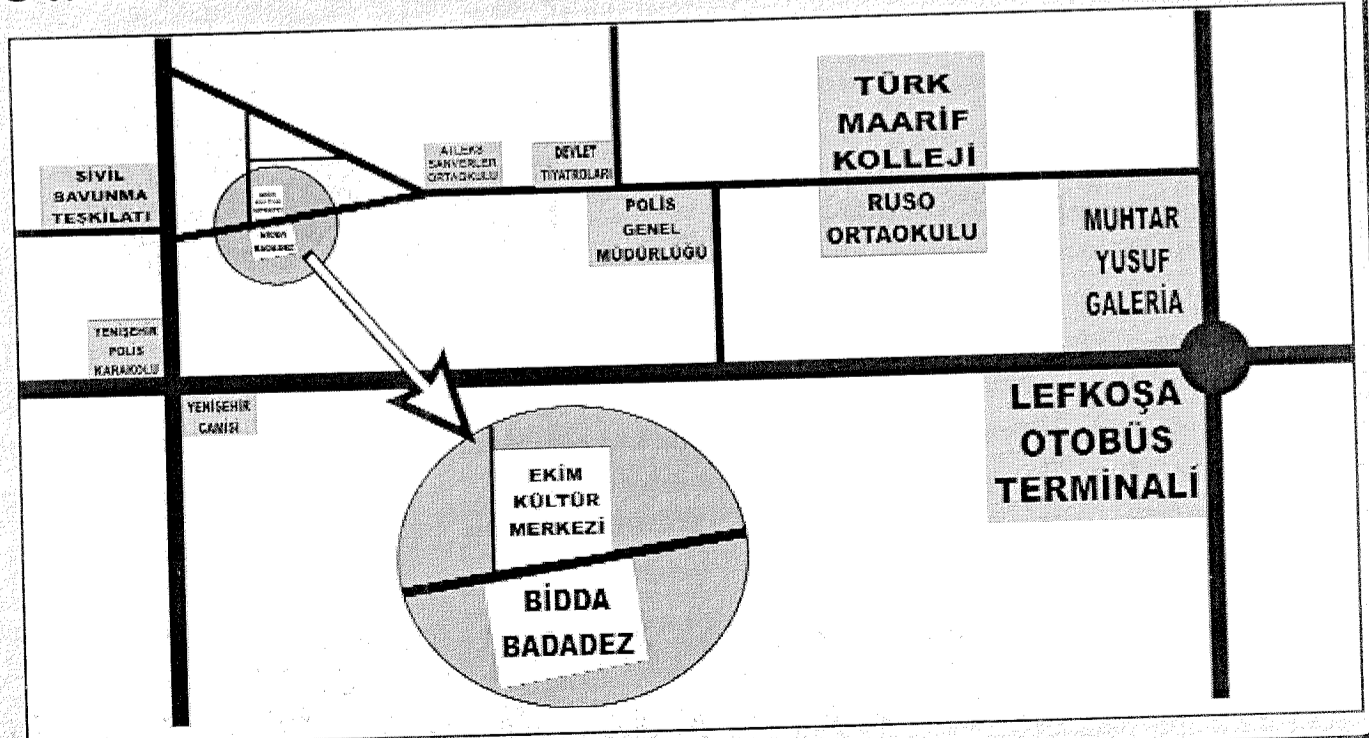 TÜRK
MAARİF
KOLLEJİ
DEVLET
TİYATROLARI
ORTAOKULU
SİVİL
SAVUNMA
TEŞKİLATI
POLİS
GENEL
MÜDÜRLÜĞÜ
RUSO
ORTAOKULU
MUHTAR
YUSUF
GALERİA
YENİŞEHİR
POLİS
KARAKOLU
YENİŞEHİR
CAMİSİ
LEFKOŞA
OTOBÜS
TERMİNALİ
EKİM
KÜLTÜR
MERKEZİ
BİDDA
BADADEZ